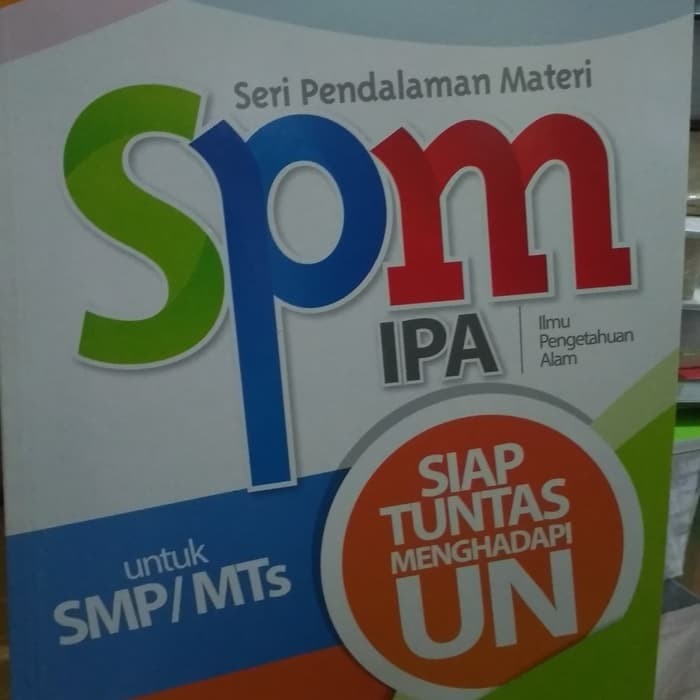 Seri Pendalaman Materi
Spm
IPA
Ilmu
Pengetahuan
Alam
SIAP
TUNTAS
MENGHADAPI
UN
untuk
SMP/MTs